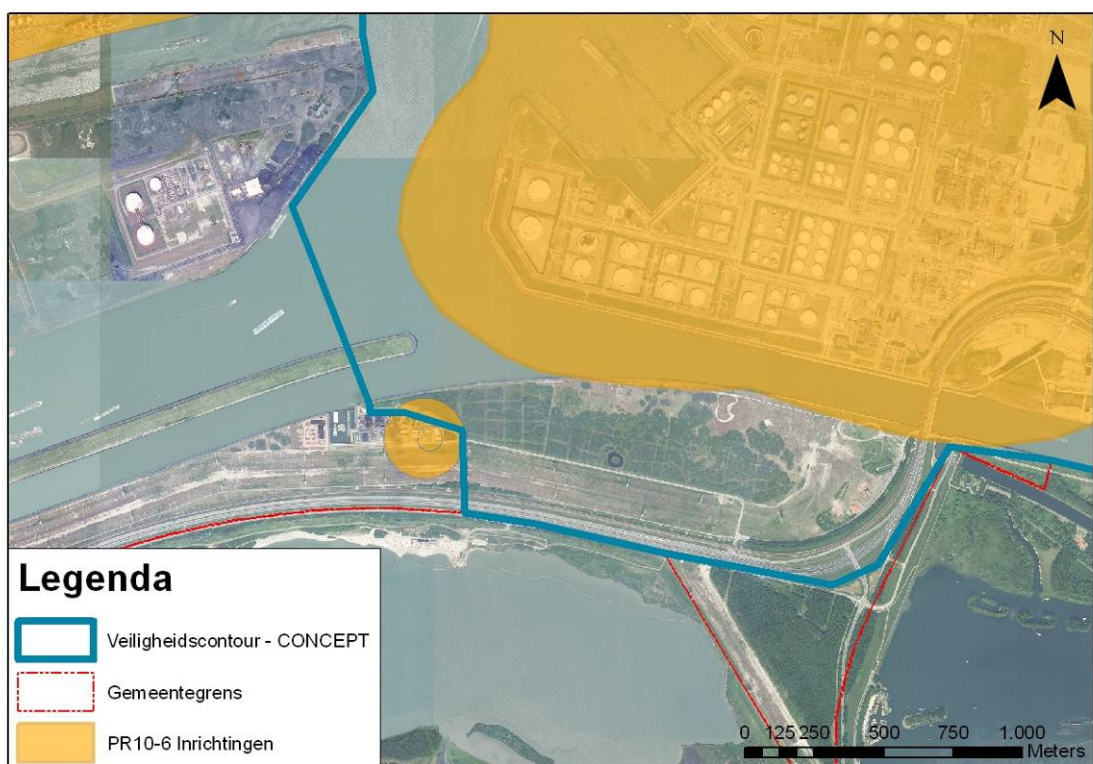 N
Legenda
Veiligheidscontour - CONCEPT
Gemeentegrens
PR10-6 Inrichtingen
0 125 250 500 750 1.000
Meters